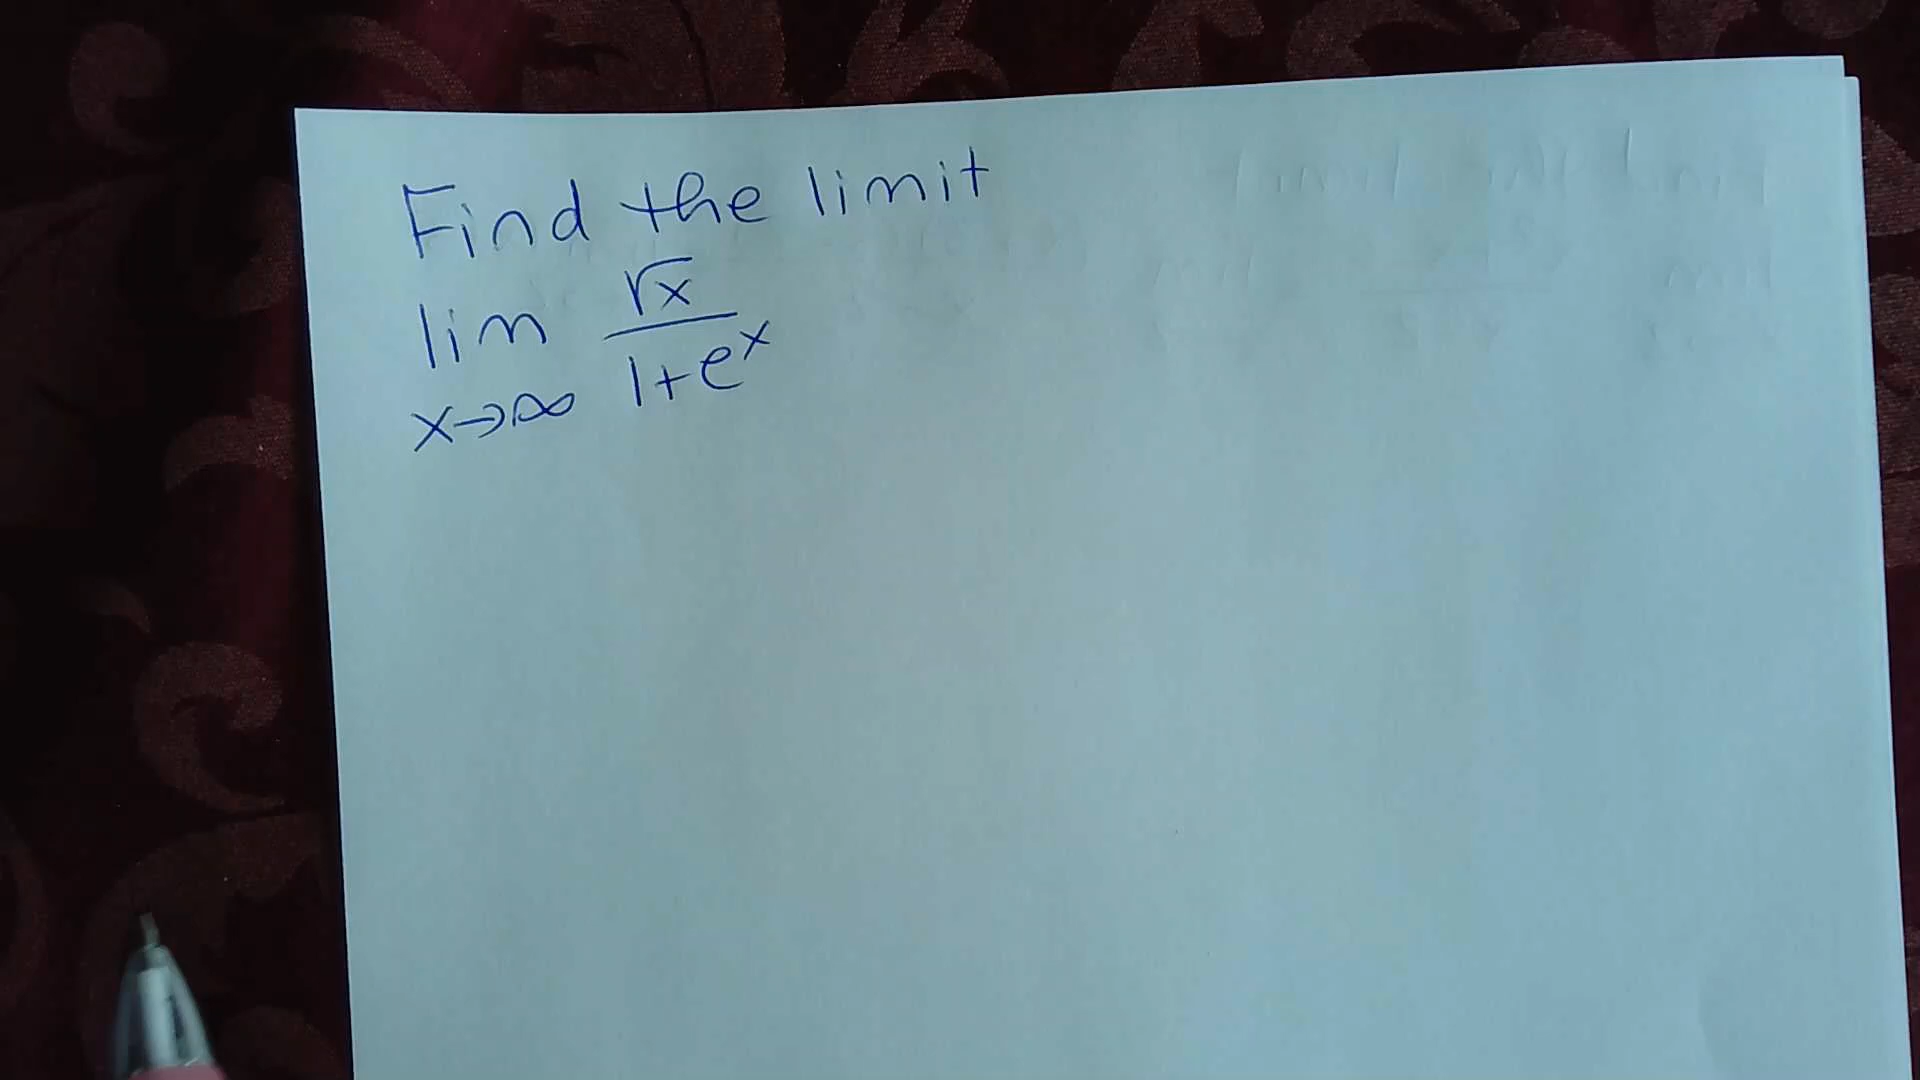 Find the limit
lim √x / 1+e^x
x→∞